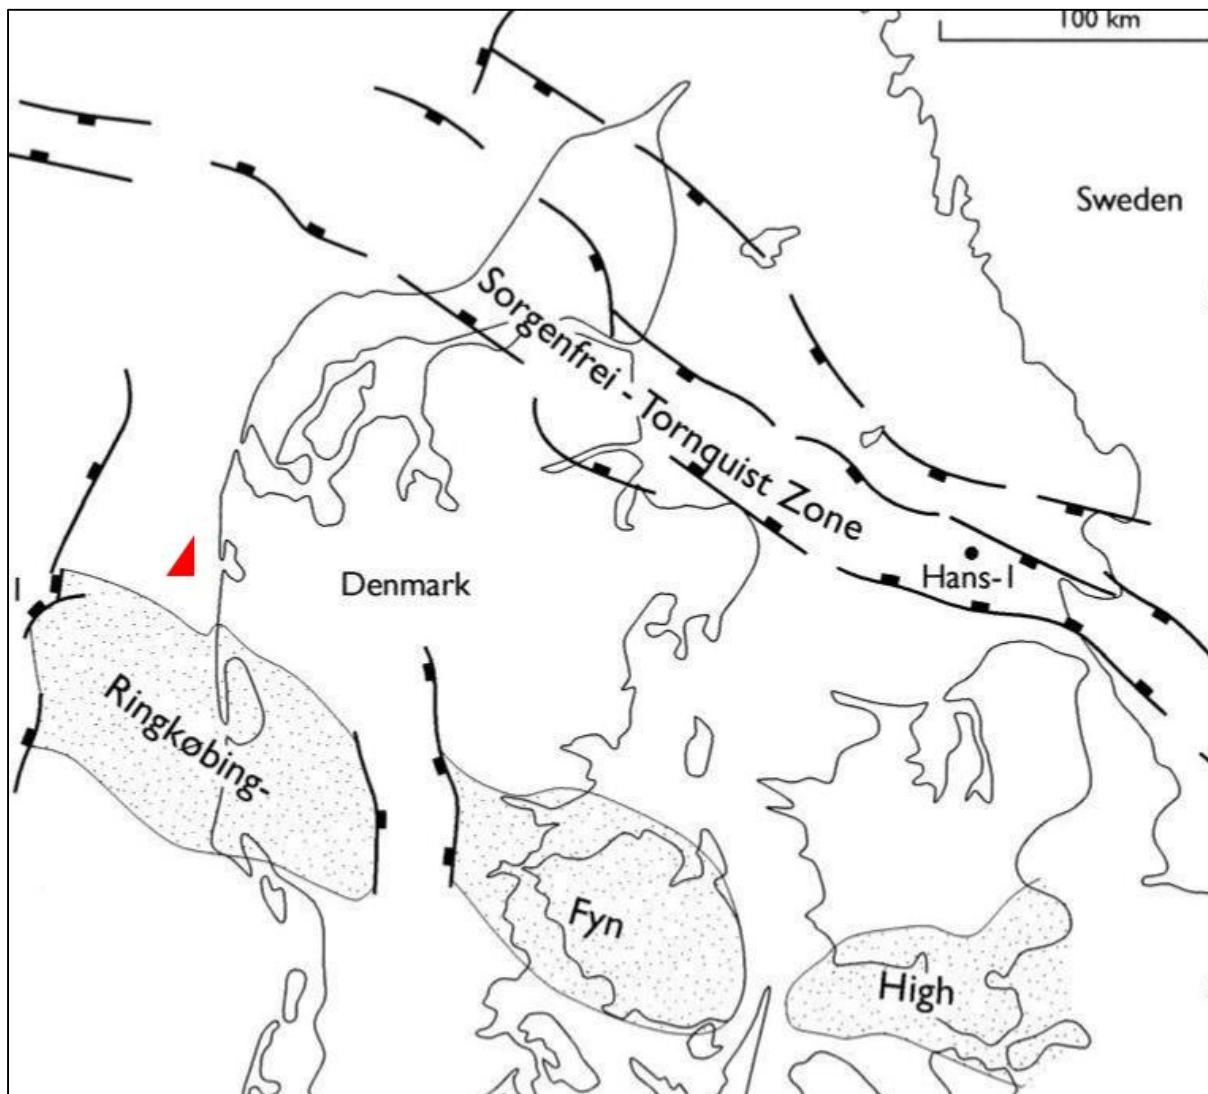 100 km
Sweden
Sorgenfrei - Tornquist Zone
Hans-1
Denmark
Ringkøbing-
Fyn
High